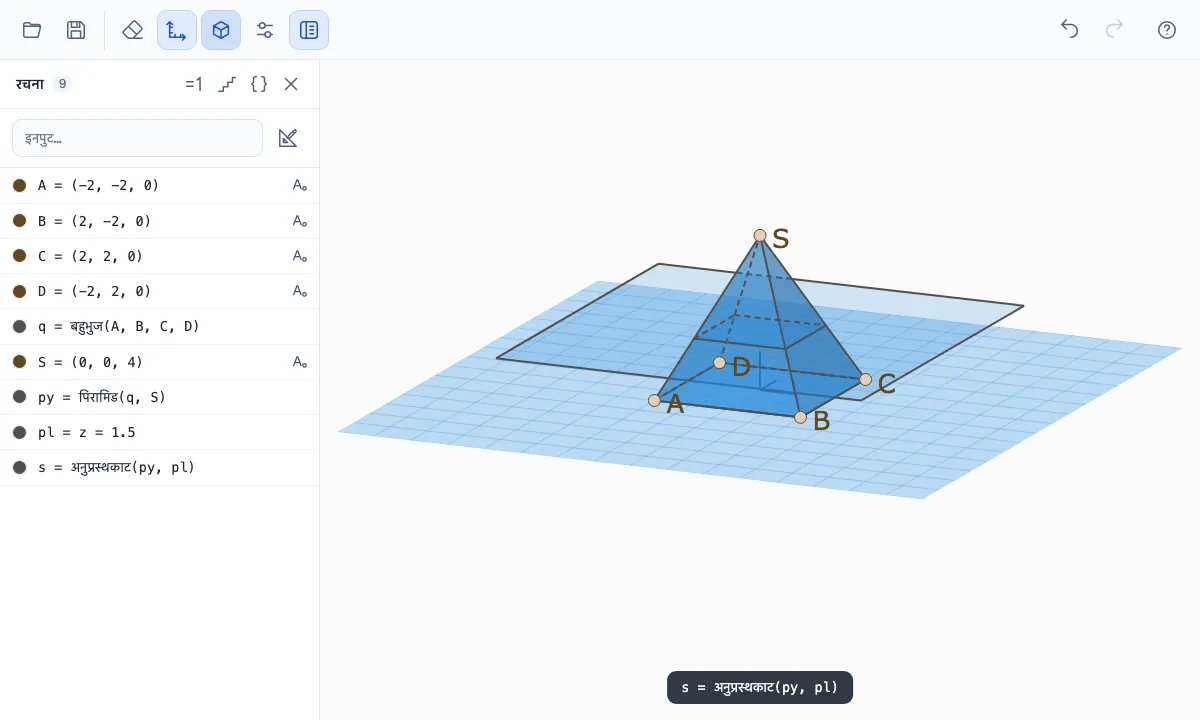 रचना 9 =1 {}
इनपुट…
A = (−2, −2, 0)
B = (2, −2, 0)
C = (2, 2, 0)
D = (−2, 2, 0)
q = बहुभुज(A, B, C, D)
S = (0, 0, 4)
py = पिरामिड(q, S)
pl = z = 1.5
s = अनुप्रस्थकाट(py, pl)
S
D
C
A
B
s = अनुप्रस्थकाट(py, pl)